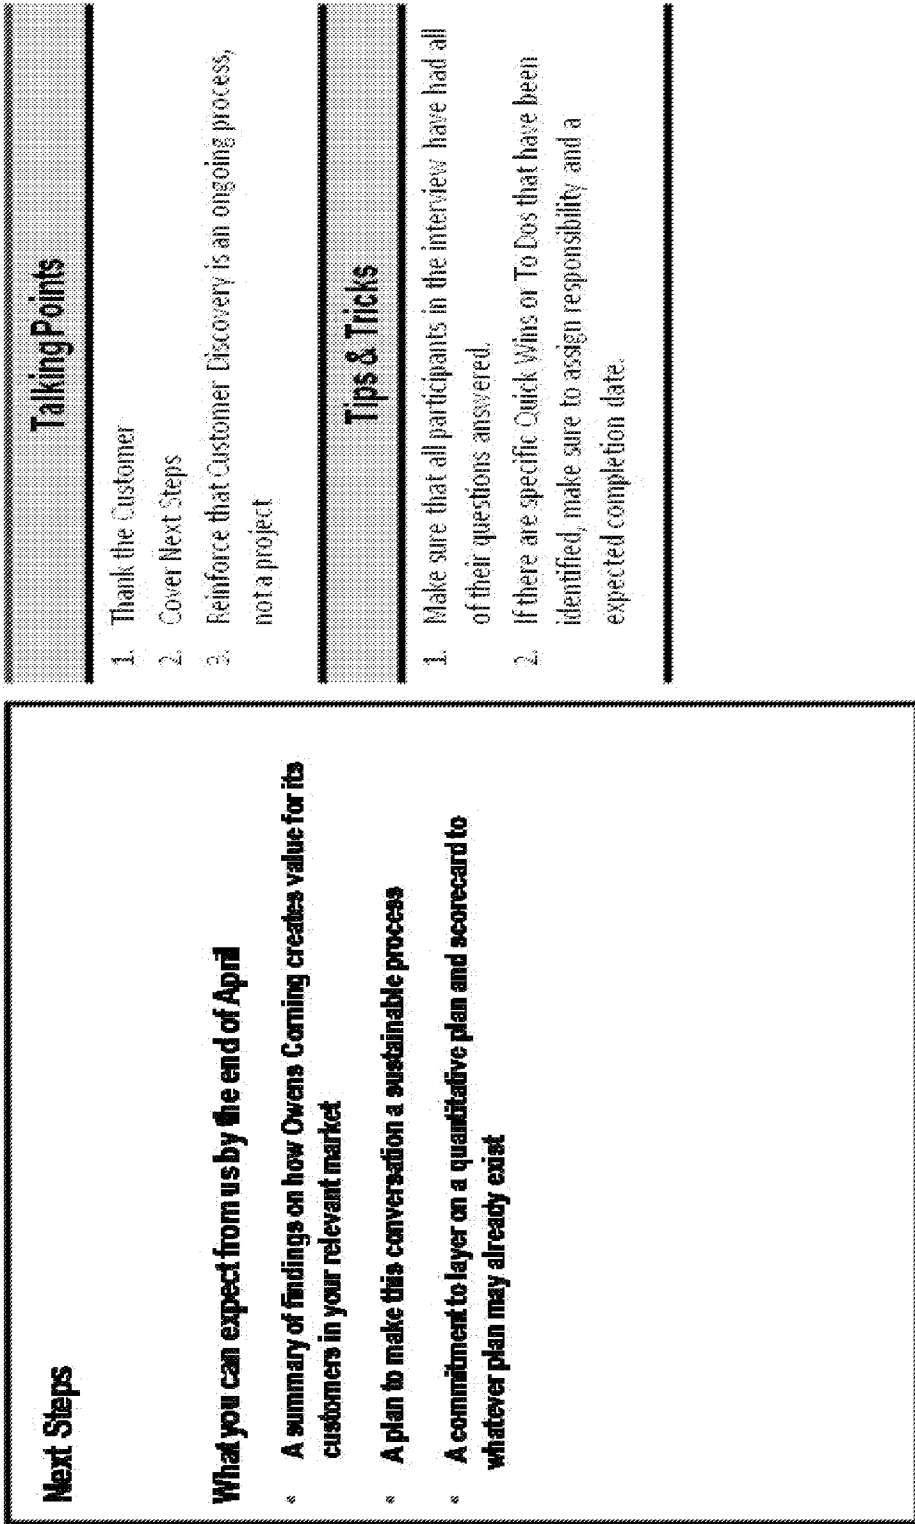 Next Steps
What you can expect from us by the end of April
• A summary of findings on how Owens Corning creates value for its
customers in your relevant market
• A plan to make this conversation a sustainable process
• A commitment to layer on a quantitative plan and scorecard to
whatever plan may already exist
Talking Points
1. Thank the Customer
2. Cover Next Steps
3. Reinforce that Customer Discovery is an ongoing process,
not a project
Tips & Tricks
1. Make sure that all participants in the interview have had all
of their questions answered.
2. If there are specific Quick Wins or To Dos that have been
identified, make sure to assign responsibility and a
expected completion date.